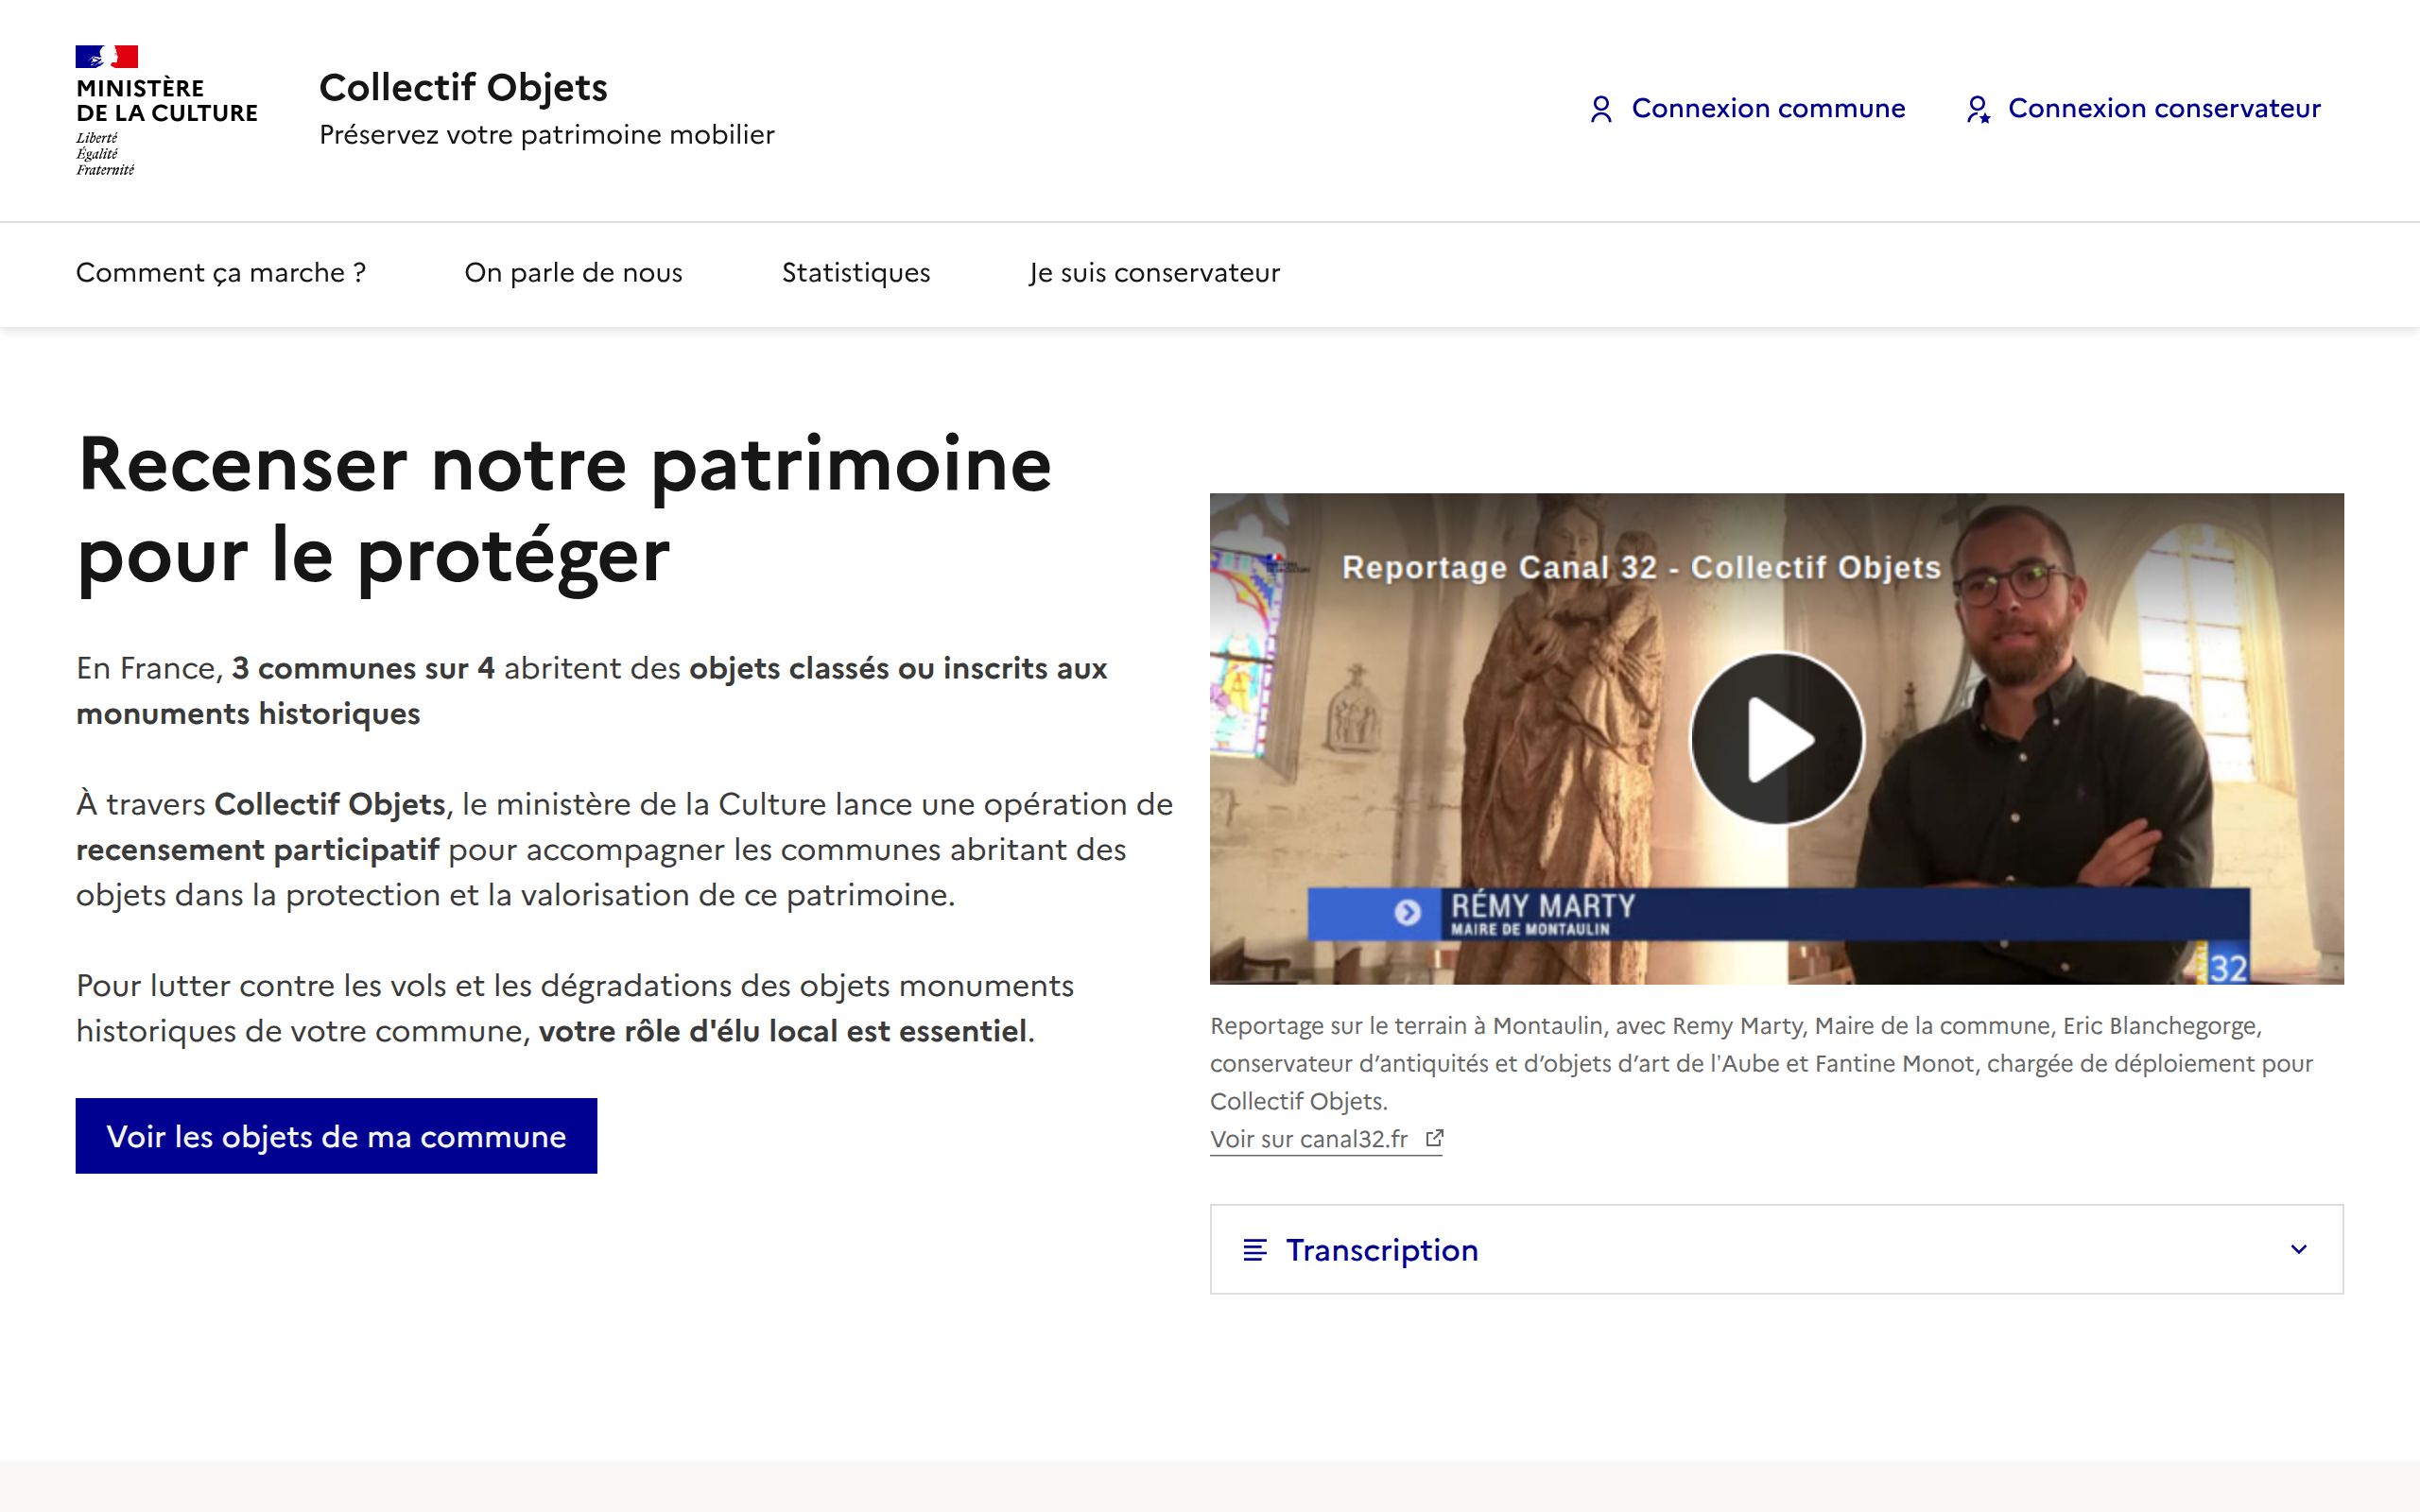 MINISTÈRE
DE LA CULTURE
Liberté
Égalité
Fraternité
Collectif Objets
Préservez votre patrimoine mobilier
Connexion commune
Connexion conservateur
Comment ça marche ?
On parle de nous
Statistiques
Je suis conservateur
Recenser notre patrimoine
pour le protéger
En France, 3 communes sur 4 abritent des objets classés ou inscrits aux
monuments historiques
À travers Collectif Objets, le ministère de la Culture lance une opération de
recensement participatif pour accompagner les communes abritant des
objets dans la protection et la valorisation de ce patrimoine.
Pour lutter contre les vols et les dégradations des objets monuments
historiques de votre commune, votre rôle d'élu local est essentiel.
Voir les objets de ma commune
Reportage Canal 32 - Collectif Objets
RÉMY MARTY
MAIRE DE MONTAULIN
CANAL 32
Reportage sur le terrain à Montaulin, avec Remy Marty, Maire de la commune, Eric Blanchegorge,
conservateur d’antiquités et d’objets d’art de l’Aube et Fantine Monot, chargée de déploiement pour
Collectif Objets.
Voir sur canal32.fr
Transcription